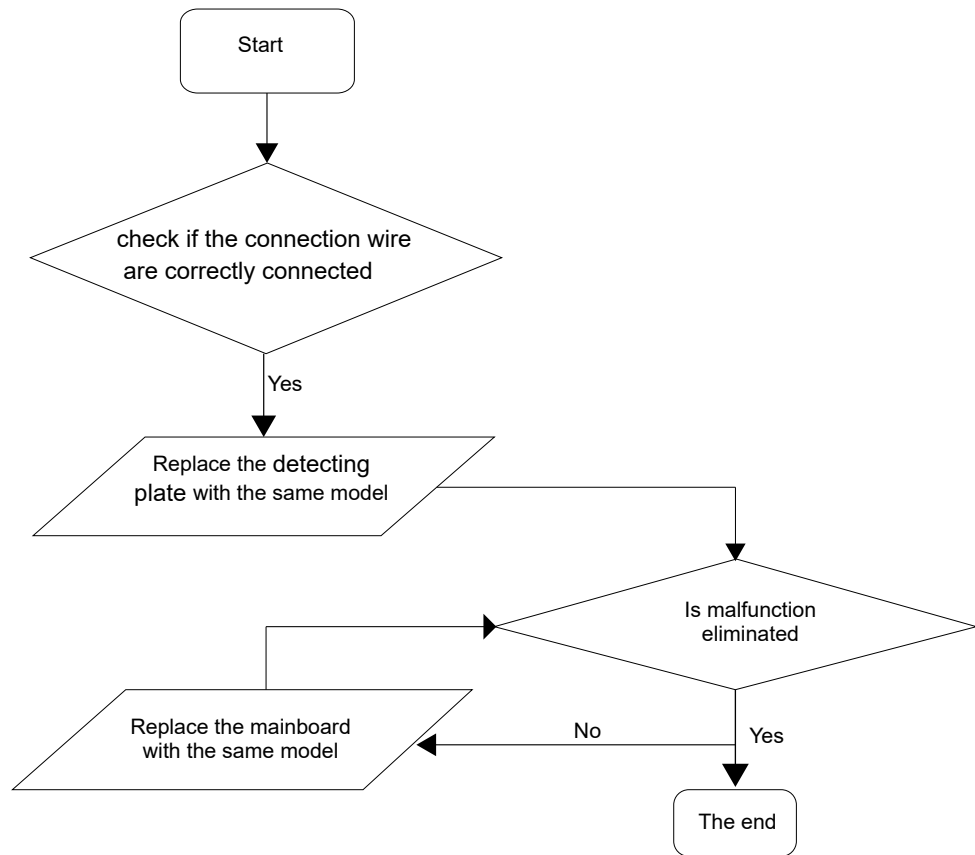 Start
check if the connection wire
are correctly connected
Yes
Replace the detecting
plate with the same model
Is malfunction
eliminated
Replace the mainboard
with the same model
No
Yes
The end